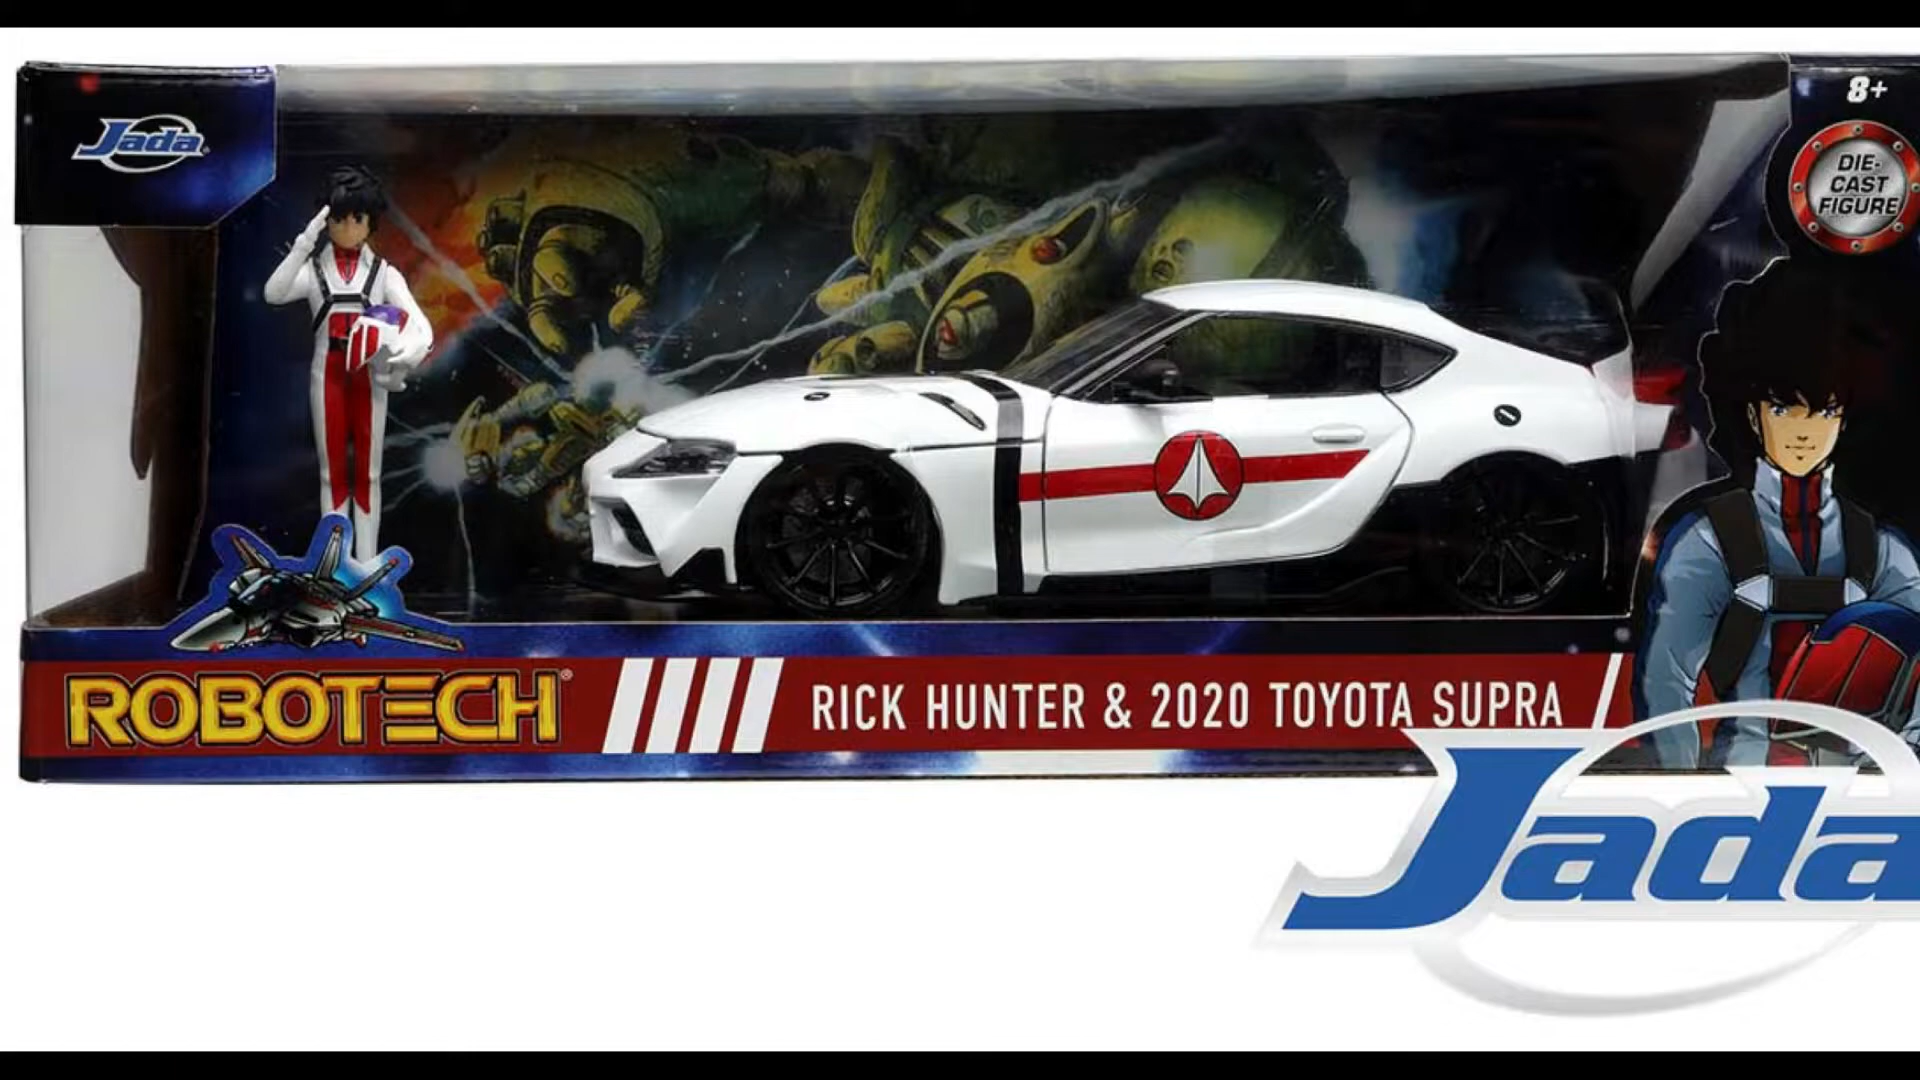 Jada
8+
DIE-
CAST
FIGURE
ROBOTECH®
RICK HUNTER & 2020 TOYOTA SUPRA
Jada